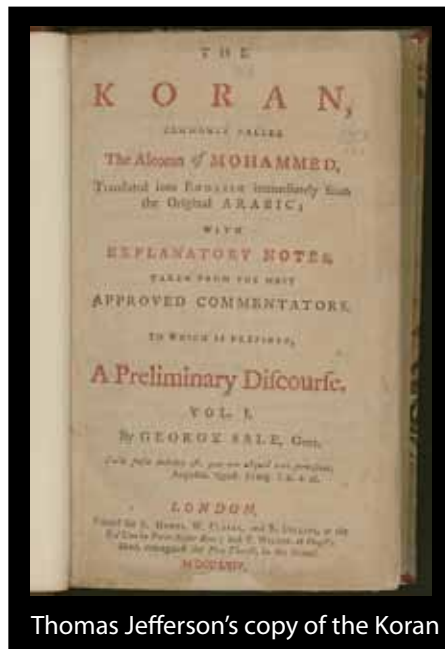 THE
KORAN,
COMMONLY CALLED
The Alcoran of MOHAMMED,
Translated into ENGLISH immediately from
the Original ARABIC;
WITH
EXPLANATORY NOTES,
TAKEN FROM THE MOST
APPROVED COMMENTATORS.
TO WHICH IS PREFIXED,
A Preliminary Diſcourſe.
VOL. I.
By GEORGE SALE, Gent.
LONDON,
MDCCLXIV.
Thomas Jefferson's copy of the Koran